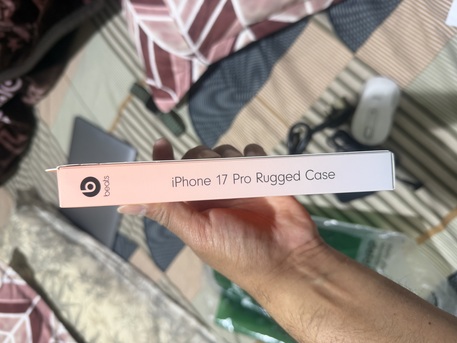 beats
iPhone 17 Pro Rugged Case